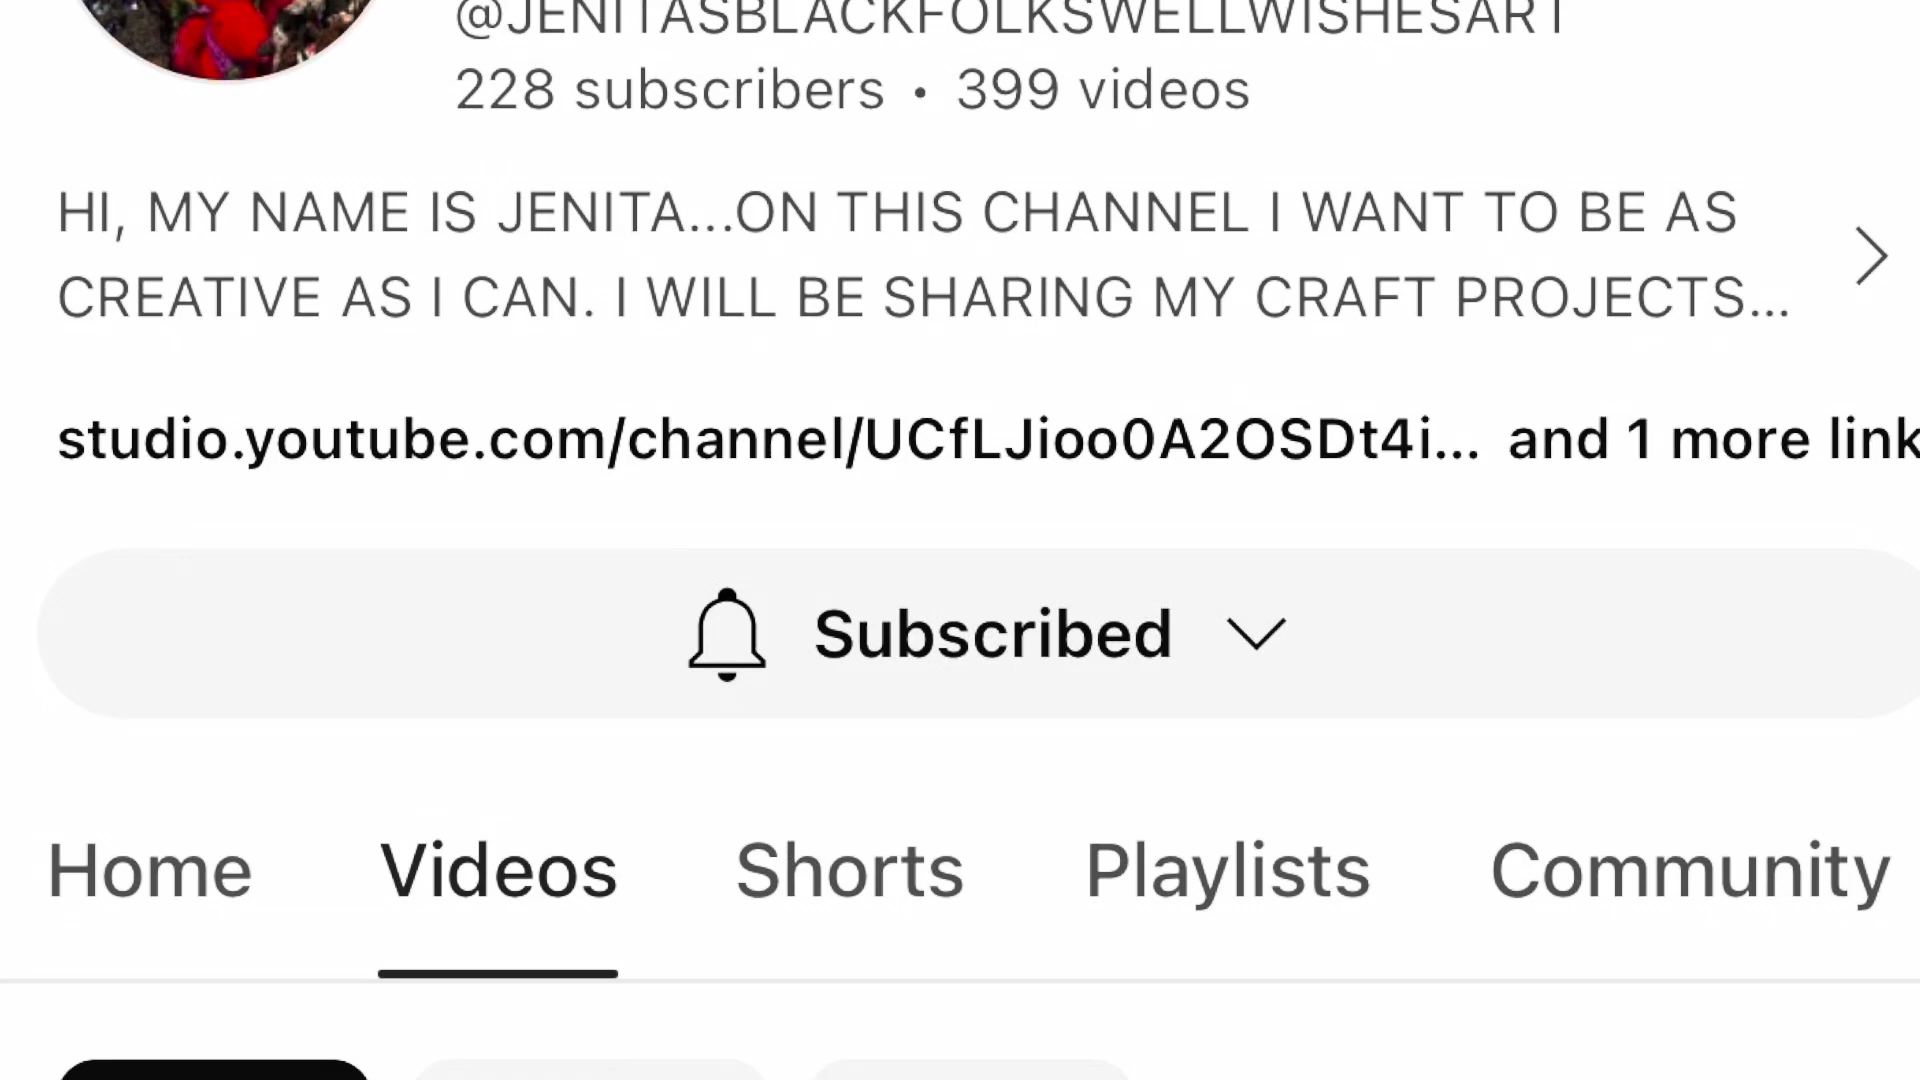 @JENITASBLACKFOLKSWELLWISHESART
228 subscribers • 399 videos
HI, MY NAME IS JENITA...ON THIS CHANNEL I WANT TO BE AS
CREATIVE AS I CAN. I WILL BE SHARING MY CRAFT PROJECTS...
studio.youtube.com/channel/UCfLJioo0A2OSDt4i... and 1 more link
Subscribed
Home Videos Shorts Playlists Community